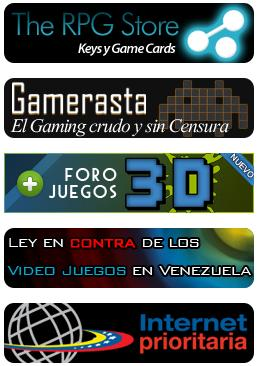 The RPG Store
Keys y Game Cards
Gamerasta
El Gaming crudo y sin Censura
FORO
JUEGOS
3D
NUEVO
Ley en contra de los
Video Juegos en Venezuela
Internet
prioritaria